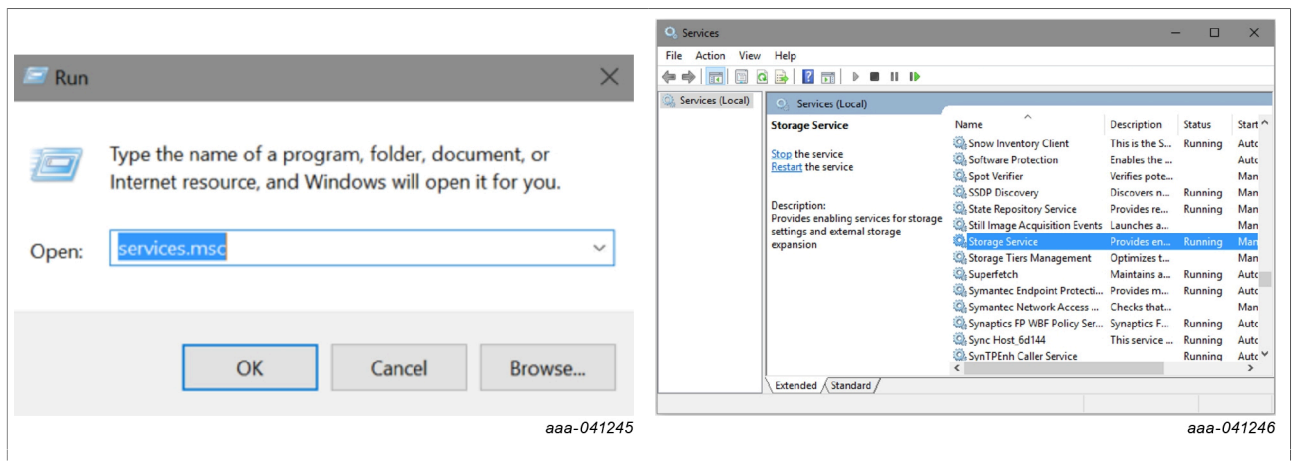 Run
Type the name of a program, folder, document, or
Internet resource, and Windows will open it for you.
Open: services.msc
OK Cancel Browse...
aaa-041245
Services
File Action View Help
Services (Local)
Services (Local)
Storage Service
Stop the service
Restart the service
Description:
Provides enabling services for storage
settings and external storage
expansion
Name Description Status Start
Snow Inventory Client This is the S... Running Autc
Software Protection Enables the ... Autc
Spot Verifier Verifies pote... Man
SSDP Discovery Discovers n... Running Man
State Repository Service Provides re... Running Man
Still Image Acquisition Events Launches a... Man
Storage Service Provides en... Running Man
Storage Tiers Management Optimizes t... Man
Superfetch Maintains a... Running Autc
Symantec Endpoint Protecti... Provides m... Running Autc
Symantec Network Access ... Checks that... Man
Synaptics FP WBF Policy Ser... Synaptics F... Running Autc
Sync Host_6d144 This service ... Running Autc
SynTPEnh Caller Service Running Autc
Extended Standard
aaa-041246